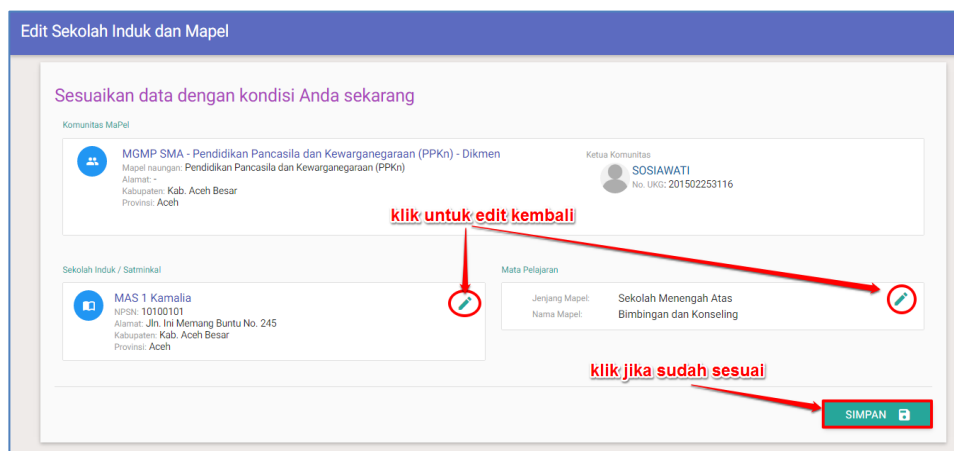 Edit Sekolah Induk dan Mapel
Sesuaikan data dengan kondisi Anda sekarang
Komunitas MaPel
MGMP SMA - Pendidikan Pancasila dan Kewarganegaraan (PPKn) - Dikmen
Mapel naungan: Pendidikan Pancasila dan Kewarganegaraan (PPKn)
Alamat: -
Kabupaten: Kab. Aceh Besar
Provinsi: Aceh
Ketua Komunitas
SOSIAWATI
No. UKG: 201502253116
klik untuk edit kembali
Sekolah Induk / Satminkal
MAS 1 Kamalia
NPSN: 10100101
Alamat: Jln. Ini Memang Buntu No. 245
Kabupaten: Kab. Aceh Besar
Provinsi: Aceh
Mata Pelajaran
Jenjang Mapel: Sekolah Menengah Atas
Nama Mapel: Bimbingan dan Konseling
klik jika sudah sesuai
SIMPAN